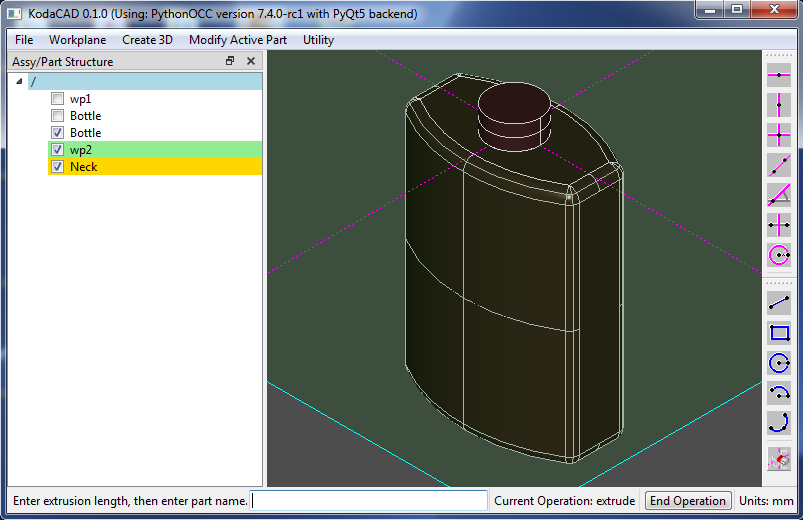 KodaCAD 0.1.0 (Using: PythonOCC version 7.4.0-rc1 with PyQt5 backend)
File Workplane Create 3D Modify Active Part Utility
Assy/Part Structure
/
wp1
Bottle
Bottle
wp2
Neck
Enter extrusion length, then enter part name. Current Operation: extrude End Operation Units: mm